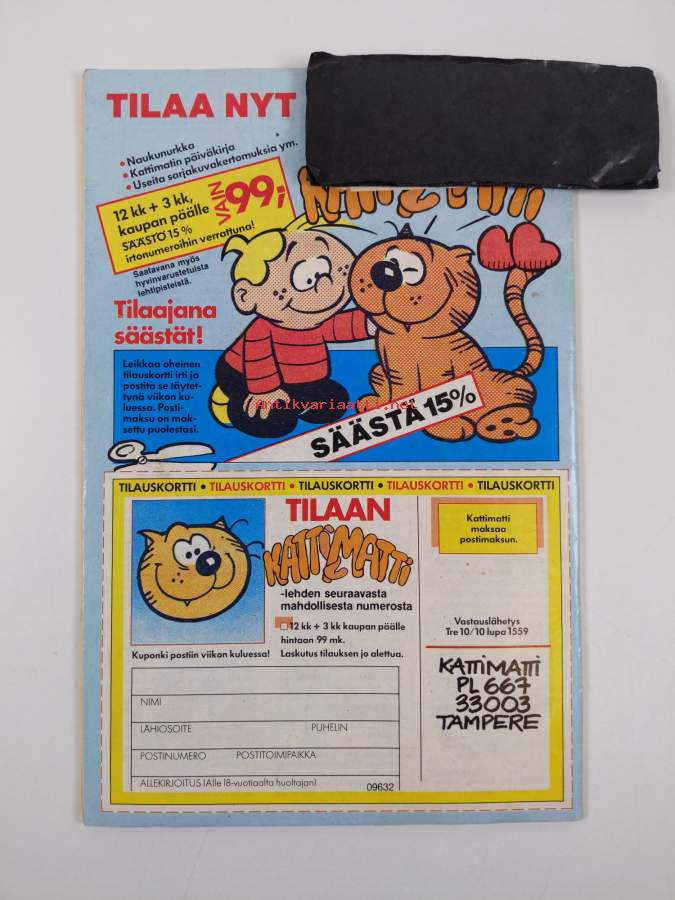 TILAA NYT
• Naukunurkka
• Kattimatin päiväkirja
• Useita sarjakuvakertomuksia ym.
12 kk + 3 kk,
kaupan päälle
VAIN 99,-
SÄÄSTÖ 15 %
irtonumeroihin verrattuna!
Saatavana myös
hyvinvarustetuista
lehtipisteistä.
Tilaajana
säästät!
Leikkaa oheinen
tilauskortti irti ja
postita se täytet-
tynä viikon ku-
luessa. Posti-
maksu on mak-
settu puolestasi.
antikvariaatti.net
SÄÄSTÄ 15%
TILAUSKORTTI • TILAUSKORTTI • TILAUSKORTTI • TILAUSKORTTI • TILAUSKORTTI
TILAAN
KATTIMATTI
-lehden seuraavasta
mahdollisesta numerosta
12 kk + 3 kk kaupan päälle
hintaan 99 mk.
Kuponki postiin viikon kuluessa! Laskutus tilauksen jo alettua.
NIMI
LÄHIOSOITE PUHELIN
POSTINUMERO POSTITOIMIPAIKKA
ALLEKIRJOITUS (Alle 18-vuotiaalta huoltajan) 09632
Kattimatti
maksaa
postimaksun.
Vastauslähetys
Tre 10/10 lupa 1559
KATTIMATTI
PL 667
33003
TAMPERE